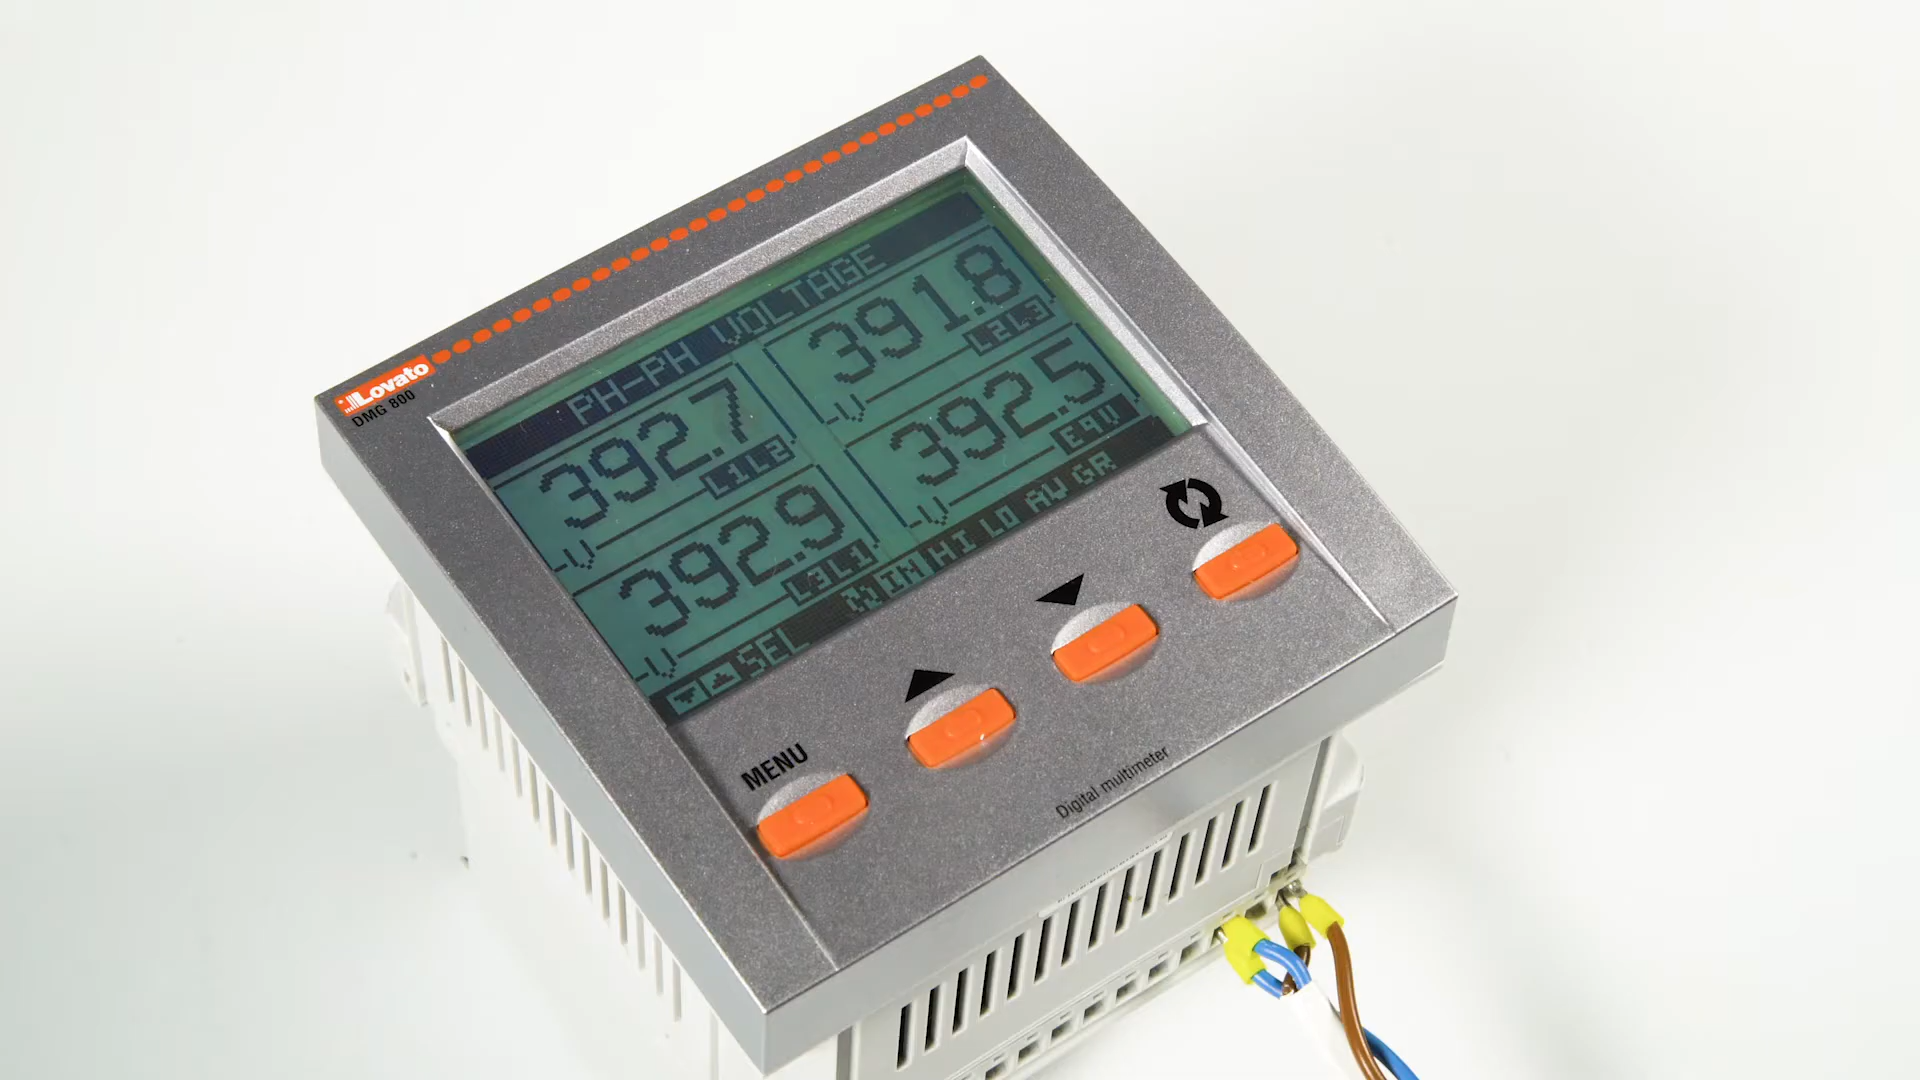 Lovato
DMG 800
PH-PH VOLTAGE
392.7
L1L2
V
391.8
L2L3
V
392.9
L3L1
V
392.5
EQV
V
▼▲ SEL
IN HI LO AV GR
MENU
Digital multimeter